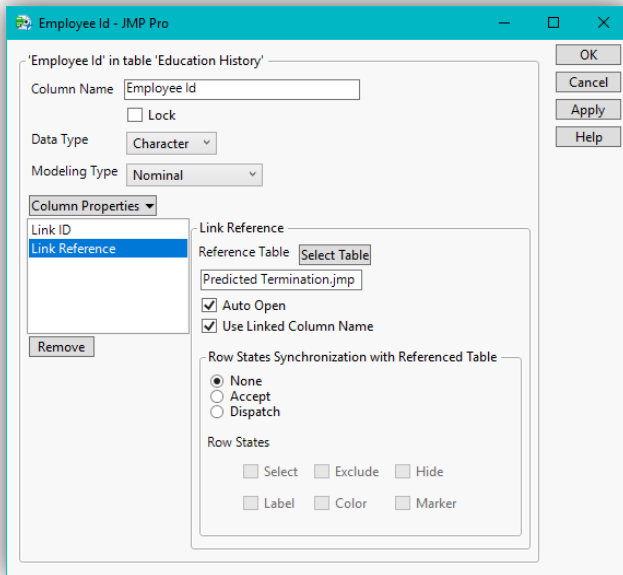 Employee Id - JMP Pro
'Employee Id' in table 'Education History'
OK
Cancel
Apply
Help
Column Name Employee Id
Lock
Data Type Character
Modeling Type Nominal
Column Properties
Link ID
Link Reference
Remove
Link Reference
Reference Table Select Table
Predicted Termination.jmp
Auto Open
Use Linked Column Name
Row States Synchronization with Referenced Table
None
Accept
Dispatch
Row States
Select Exclude Hide
Label Color Marker